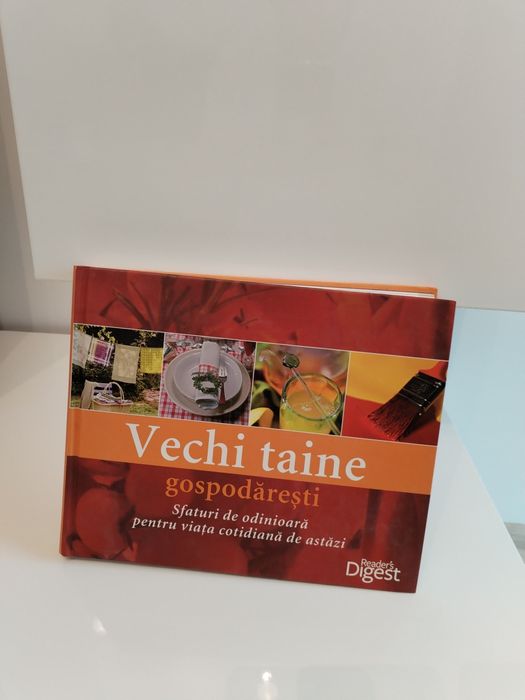 Vechi taine
gospodărești
Sfaturi de odinioară
pentru viața cotidiană de astăzi
Reader's
Digest